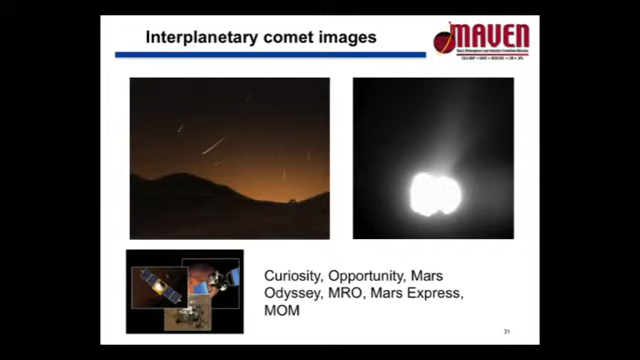 Interplanetary comet images
MAVEN
Curiosity, Opportunity, Mars
Odyssey, MRO, Mars Express,
MOM
31